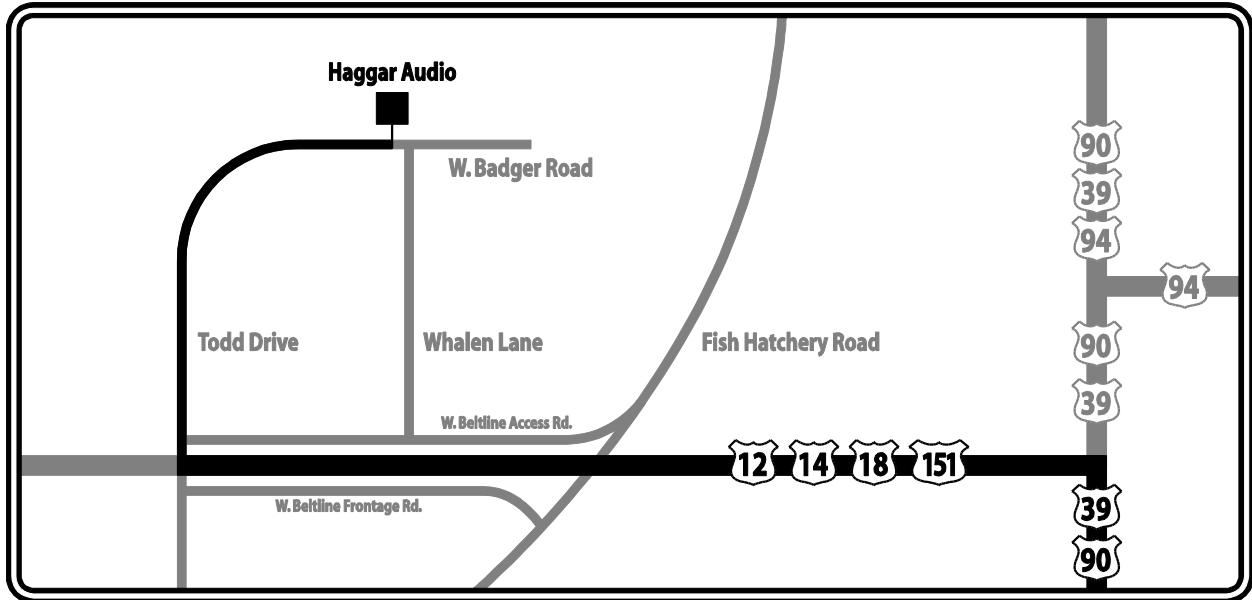 Haggar Audio
W. Badger Road
90
39
94
94
Todd Drive
Whalen Lane
Fish Hatchery Road
90
39
W. Beltline Access Rd.
12
14
18
151
W. Beltline Frontage Rd.
39
90